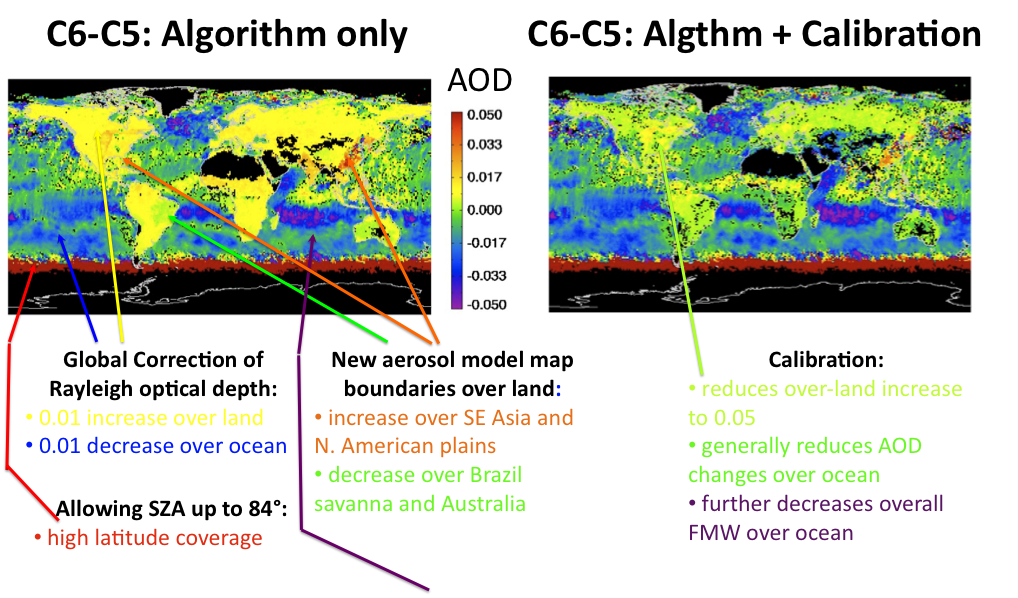 C6-C5: Algorithm only
C6-C5: Algthm + Calibration
AOD
0.050
0.033
0.017
0.000
-0.017
-0.033
-0.050
Global Correction of
Rayleigh optical depth:
• 0.01 increase over land
• 0.01 decrease over ocean
Allowing SZA up to 84°:
• high latitude coverage
New aerosol model map
boundaries over land:
• increase over SE Asia and
N. American plains
• decrease over Brazil
savanna and Australia
Calibration:
• reduces over-land increase
to 0.05
• generally reduces AOD
changes over ocean
• further decreases overall
FMW over ocean